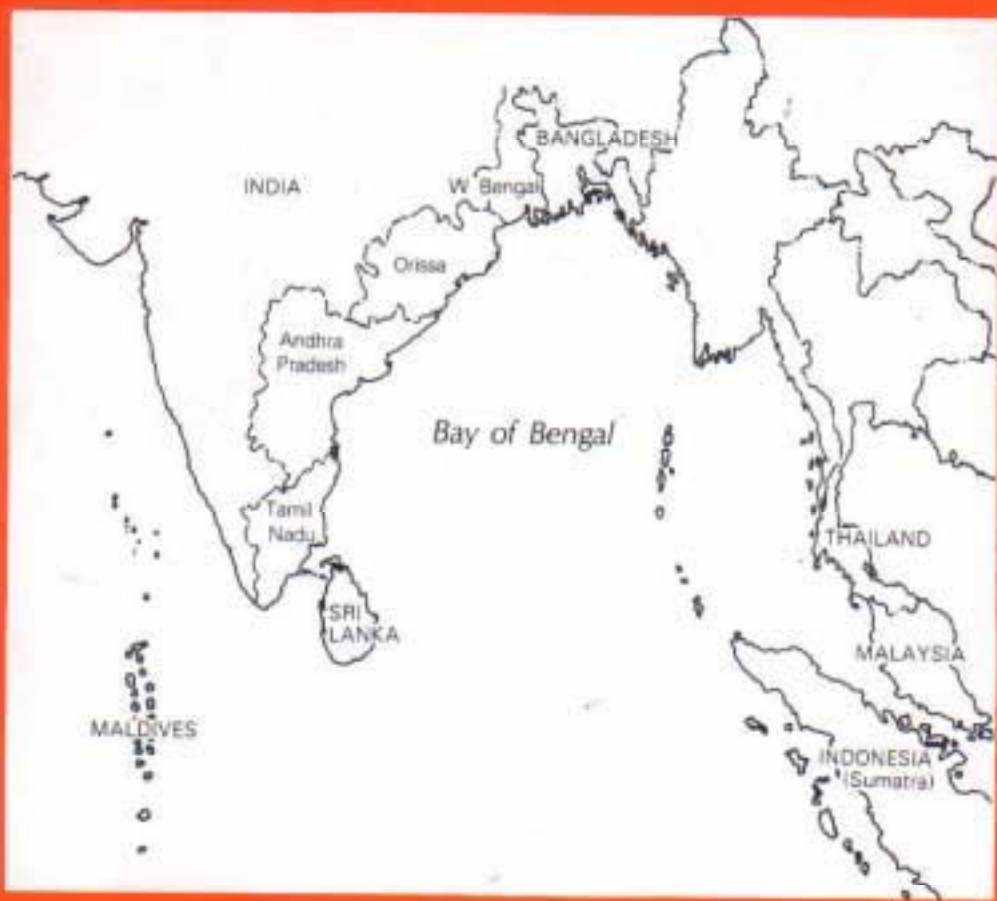 BANGLADESH
INDIA
W Bengal
Orissa
Andhra
Pradesh
Bay of Bengal
Tamil
Nadu
THAILAND
SRI
LANKA
MALAYSIA
MALDIVES
INDONESIA
(Sumatra)